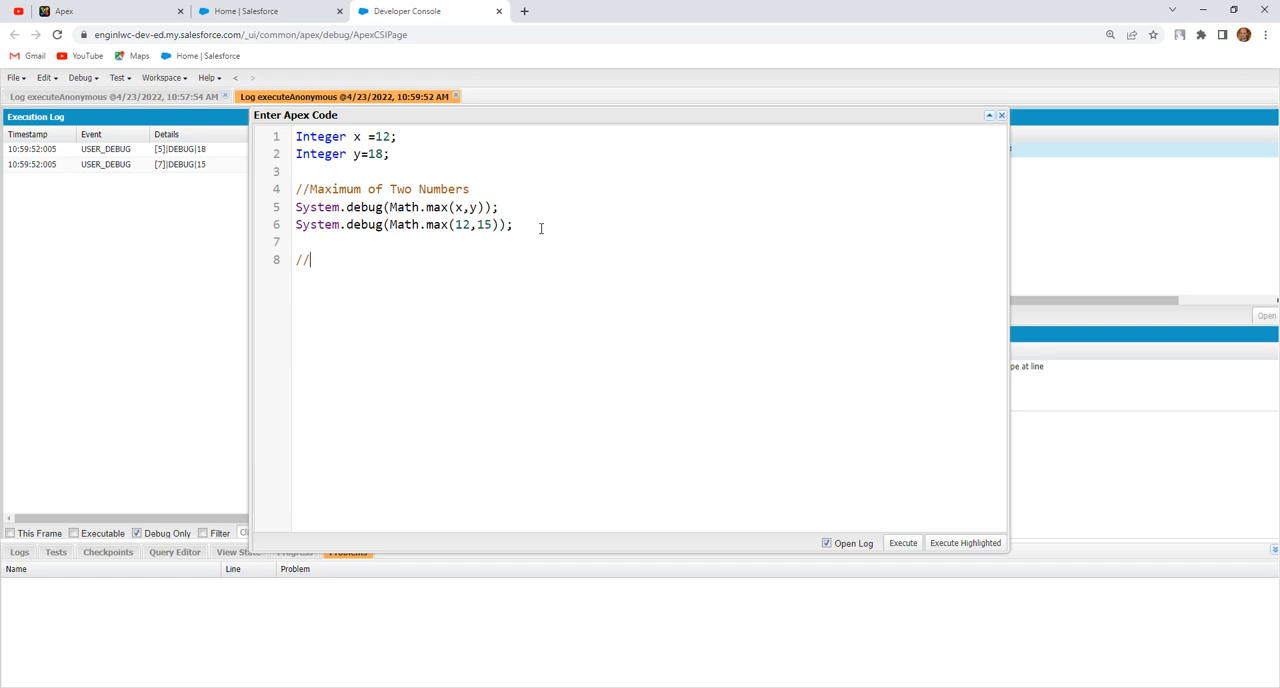 Apex
Home | Salesforce
Developer Console
enginlwc-dev-ed.my.salesforce.com/_ui/common/apex/debug/ApexCSIPage
Gmail YouTube Maps Home | Salesforce
File Edit Debug Test Workspace Help < >
Log executeAnonymous @4/23/2022, 10:57:54 AM
Log executeAnonymous @4/23/2022, 10:59:52 AM
Execution Log
Timestamp Event Details
10:59:52:005 USER_DEBUG [5]|DEBUG|18
10:59:52:005 USER_DEBUG [7]|DEBUG|15
Enter Apex Code
1 Integer x =12;
2 Integer y=18;
3
4 //Maximum of Two Numbers
5 System.debug(Math.max(x,y));
6 System.debug(Math.max(12,15));
7
8 //
Open
pe at line
This Frame Executable Debug Only Filter
Open Log Execute Execute Highlighted
Logs Tests Checkpoints Query Editor View State Progress Problems
Name Line Problem